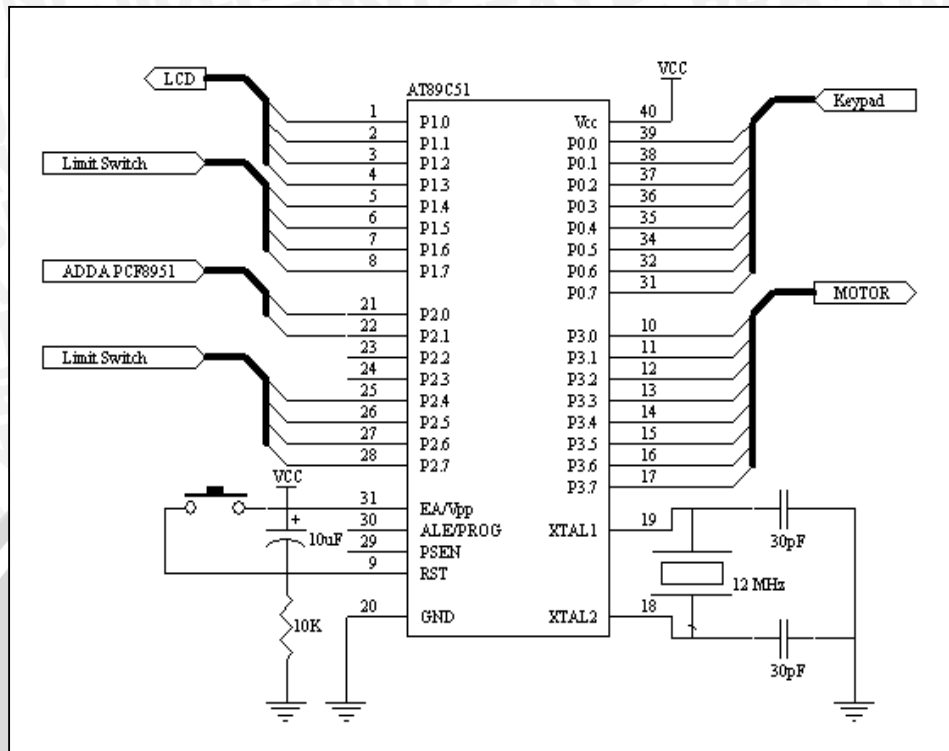 LCD
Limit Switch
ADDA PCF8951
Limit Switch
AT89C51
VCC
Keypad
MOTOR
1 P1.0
2 P1.1
3 P1.2
4 P1.3
5 P1.4
6 P1.5
7 P1.6
8 P1.7
21 P2.0
22 P2.1
23 P2.2
24 P2.3
25 P2.4
26 P2.5
27 P2.6
28 P2.7
31 EA/Vpp
30 ALE/PROG
29 PSEN
9 RST
20 GND
Vcc 40
P0.0 39
P0.1 38
P0.2 37
P0.3 36
P0.4 35
P0.5 34
P0.6 32
P0.7 31
P3.0 10
P3.1 11
P3.2 12
P3.3 13
P3.4 14
P3.5 15
P3.6 16
P3.7 17
XTAL1 19
XTAL2 18
VCC
+
10uF
10K
30pF
12 MHz
30pF